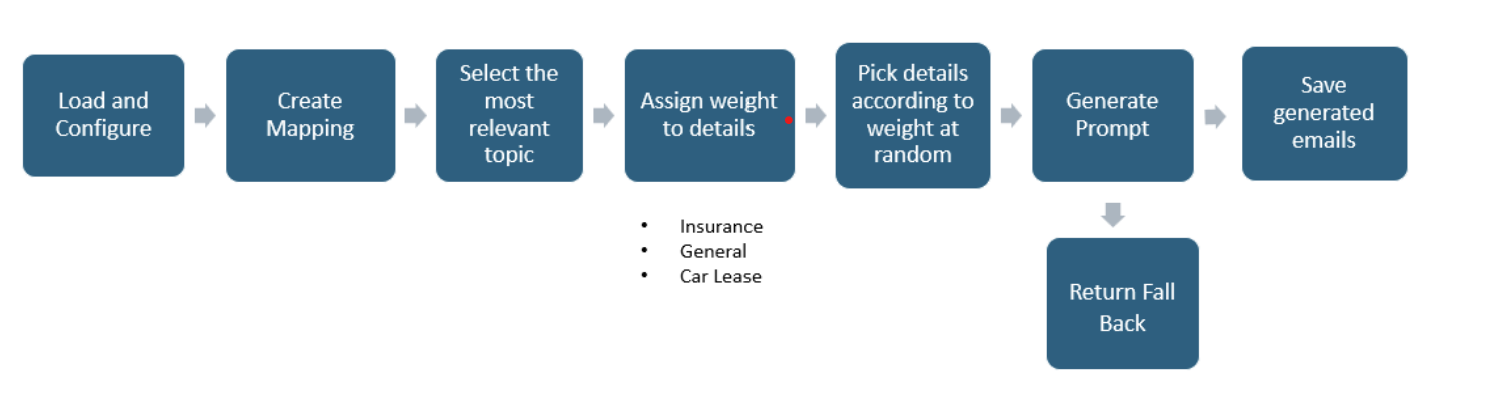 Load and
Configure
Create
Mapping
Select the
most
relevant
topic
Assign weight
to details
Pick details
according to
weight at
random
Generate
Prompt
Save
generated
emails
• Insurance
• General
• Car Lease
Return Fall
Back